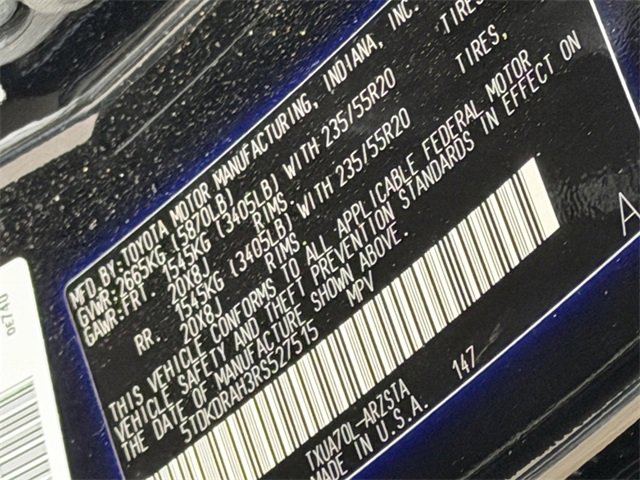 MFD.BY:TOYOTA MOTOR MANUFACTURING, INDIANA, INC.
GVWR:2665KG (5870LB)
GAWR:FRT. 1545KG (3405LB) WITH 235/55R20 TIRES,
20X8J RIMS,
RR. 1545KG (3405LB) WITH 235/55R20 TIRES,
20X8J RIMS,
THIS VEHICLE CONFORMS TO ALL APPLICABLE FEDERAL MOTOR
VEHICLE SAFETY AND THEFT PREVENTION STANDARDS IN EFFECT ON
THE DATE OF MANUFACTURE SHOWN ABOVE.
5TDKDRAH3RS527515 MPV
TXUA70L-ARZSTA 147
MADE IN U.S.A.
A
03Z40